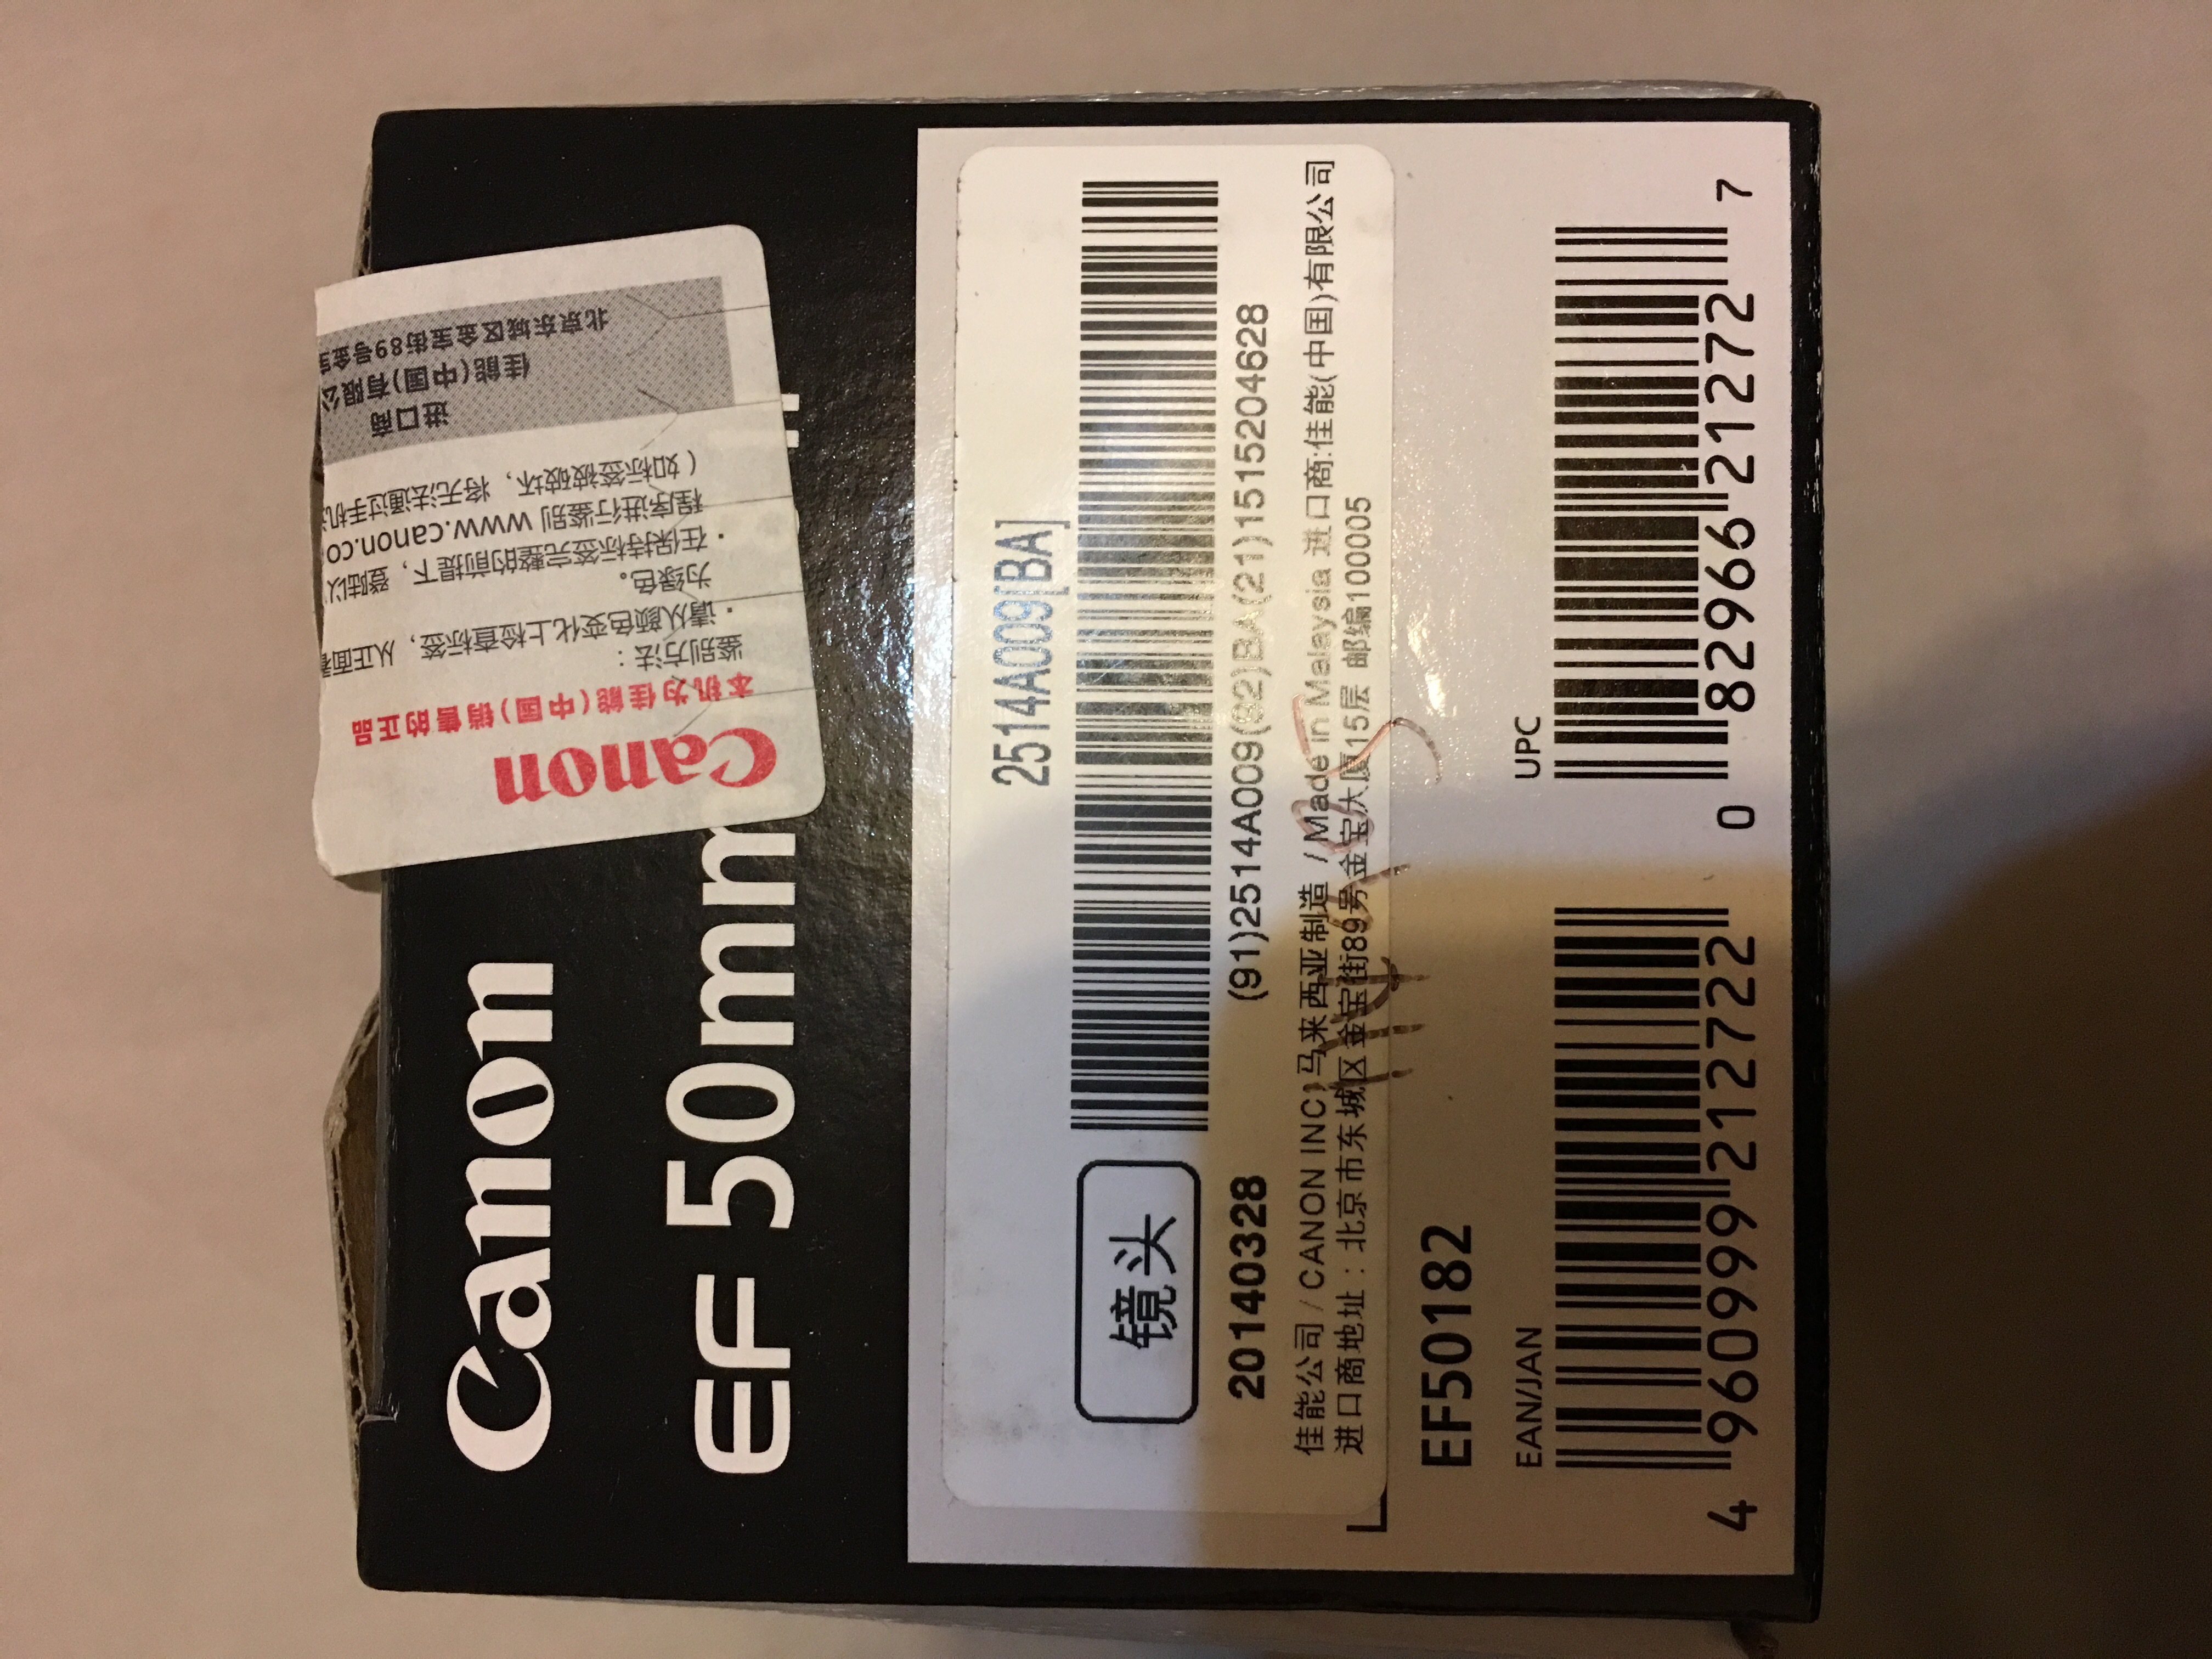 Canon
EF 50mm
Canon
本机为佳能(中国)销售的正品
鉴别方法：
·请从颜色变化上检查标签，从正面看
为绿色。
·在保持标签完整的前提下，登陆以
程序进行鉴别 www.canon.co
(如标签被破坏，将无法通过手机
进口商
佳能(中国)有限公
北京东城区金宝街89号金宝
2514A009[BA]
镜头
(91)2514A009(92)BA(21)1515204628
20140328
佳能公司 / CANON INC) 马来西亚制造 / Made in Malaysia 进口商:佳能(中国)有限公司
进口商地址：北京市东城区金宝街89号金宝大厦15层 邮编100005
EF50182
EAN/JAN
4 960999 212722
UPC
0 82966 21272 7